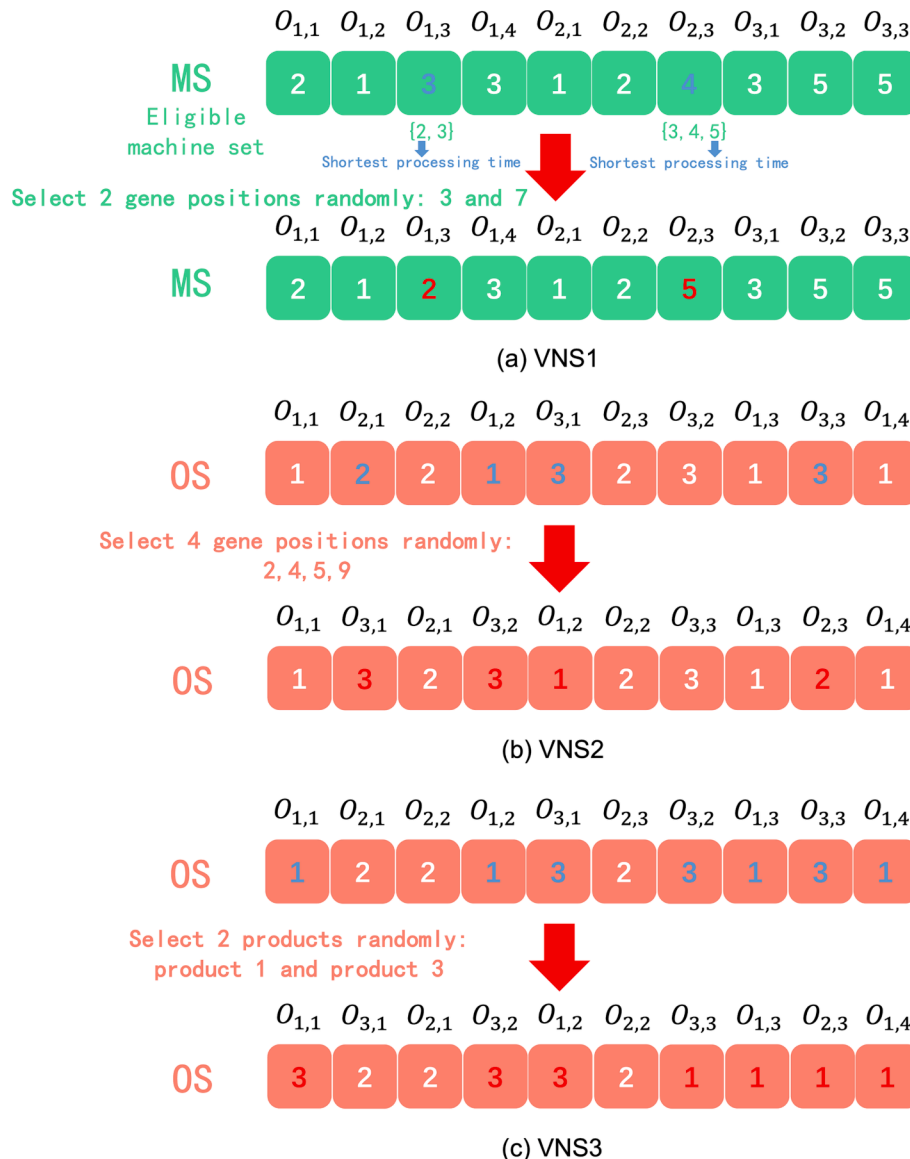 O1,1 O1,2 O1,3 O1,4 O2,1 O2,2 O2,3 O3,1 O3,2 O3,3
MS 2 1 3 3 1 2 4 3 5 5
Eligible
machine set
{2, 3} {3, 4, 5}
Shortest processing time Shortest processing time
Select 2 gene positions randomly: 3 and 7
O1,1 O1,2 O1,3 O1,4 O2,1 O2,2 O2,3 O3,1 O3,2 O3,3
MS 2 1 2 3 1 2 5 3 5 5
(a) VNS1
O1,1 O2,1 O2,2 O1,2 O3,1 O2,3 O3,2 O1,3 O3,3 O1,4
OS 1 2 2 1 3 2 3 1 3 1
Select 4 gene positions randomly:
2, 4, 5, 9
O1,1 O3,1 O2,1 O3,2 O1,2 O2,2 O3,3 O1,3 O2,3 O1,4
OS 1 3 2 3 1 2 3 1 2 1
(b) VNS2
O1,1 O2,1 O2,2 O1,2 O3,1 O2,3 O3,2 O1,3 O3,3 O1,4
OS 1 2 2 1 3 2 3 1 3 1
Select 2 products randomly:
product 1 and product 3
O1,1 O3,1 O2,1 O3,2 O1,2 O2,2 O3,3 O1,3 O2,3 O1,4
OS 3 2 2 3 3 2 1 1 1 1
(c) VNS3